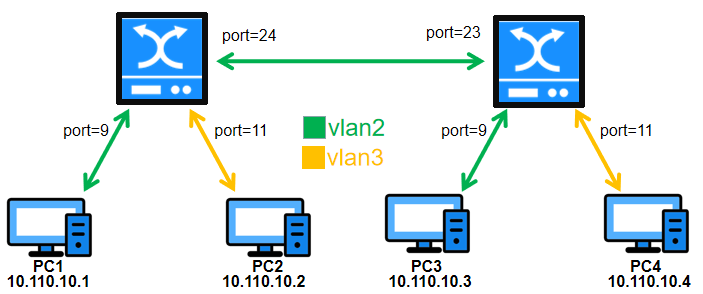 port=24
port=23
port=9
port=11
vlan2
vlan3
port=9
port=11
PC1
10.110.10.1
PC2
10.110.10.2
PC3
10.110.10.3
PC4
10.110.10.4